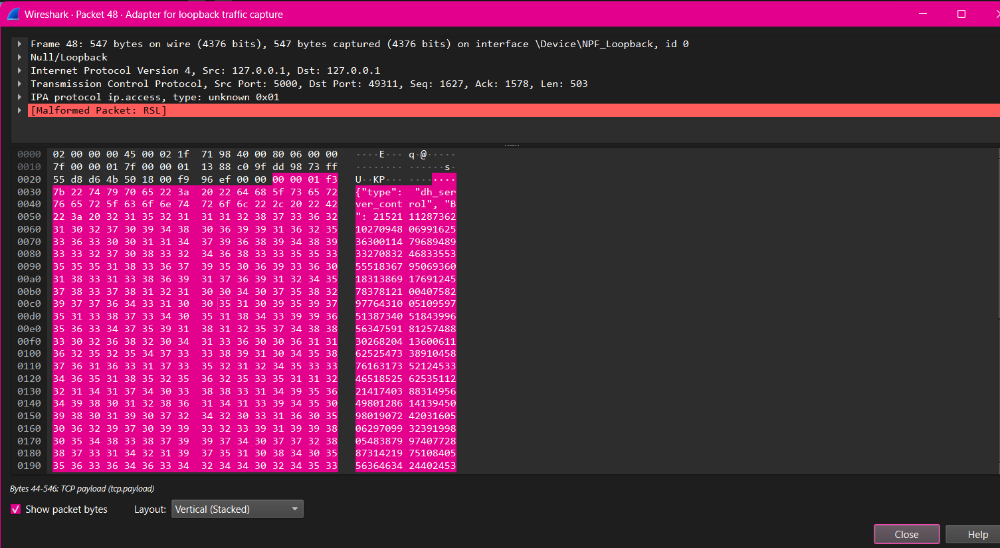 Wireshark · Packet 48 · Adapter for loopback traffic capture
Frame 48: 547 bytes on wire (4376 bits), 547 bytes captured (4376 bits) on interface \Device\NPF_Loopback, id 0
Null/Loopback
Internet Protocol Version 4, Src: 127.0.0.1, Dst: 127.0.0.1
Transmission Control Protocol, Src Port: 5000, Dst Port: 49311, Seq: 1627, Ack: 1578, Len: 503
IPA protocol ip.access, type: unknown 0x01
[Malformed Packet: RSL]
0000 02 00 00 00 45 00 02 1f 71 98 40 00 80 06 00 00 ····E··· q·@·····
0010 7f 00 00 01 7f 00 00 01 13 88 c0 9f dd 98 73 ff ········ ······s·
0020 55 d8 d6 4b 50 18 00 f9 96 ef 00 00 00 00 01 f3 U··KP··· ········
0030 7b 22 74 79 70 65 22 3a 20 22 64 68 5f 73 65 72 {"type": "dh_ser
0040 76 65 72 5f 63 6f 6e 74 72 6f 6c 22 2c 20 22 42 ver_cont rol", "B
0050 22 3a 20 32 31 35 32 31 31 31 32 38 37 33 36 32 ": 21521 11287362
0060 31 30 32 37 30 39 34 38 30 36 39 39 31 36 32 35 10270948 06991625
0070 33 36 33 30 30 31 31 34 37 39 36 38 39 34 38 39 36300114 79689489
0080 33 33 32 37 30 38 33 32 34 36 38 33 33 35 35 33 33270832 46833553
0090 35 35 35 31 38 33 36 37 39 35 30 36 39 33 36 30 55518367 95069360
00a0 31 38 33 31 33 38 36 39 31 37 36 39 31 32 34 35 18313869 17691245
00b0 37 38 33 37 38 31 32 31 30 30 34 30 37 35 38 32 78378121 00407582
00c0 39 37 37 36 34 33 31 30 30 35 31 30 39 35 39 37 97764310 05109597
00d0 35 31 33 38 37 33 34 30 35 31 38 34 33 39 39 36 51387340 51843996
00e0 35 36 33 34 37 35 39 31 38 31 32 35 37 34 38 38 56347591 81257488
00f0 33 30 32 36 38 32 30 34 31 33 36 30 30 36 31 31 30268204 13600611
0100 36 32 35 32 35 34 37 33 33 38 39 31 30 34 35 38 62525473 38910458
0110 37 36 31 36 33 31 37 33 35 32 31 32 34 35 33 33 76163173 52124533
0120 34 36 35 31 38 35 32 35 36 32 35 33 35 31 31 32 46518525 62535112
0130 32 31 34 31 37 34 30 33 38 38 33 31 34 39 35 36 21417403 88314956
0140 34 39 38 30 31 32 38 36 31 34 31 33 39 34 35 30 49801286 14139450
0150 39 38 30 31 39 30 37 32 34 32 30 33 31 36 30 35 98019072 42031605
0160 30 36 32 39 37 30 39 39 33 32 33 39 31 39 39 38 06297099 32391998
0170 30 35 34 38 33 38 37 39 39 37 34 30 37 37 32 38 05483879 97407728
0180 38 37 33 31 34 32 31 39 37 35 31 30 38 34 30 35 87314219 75108405
0190 35 36 33 36 34 36 33 34 32 34 34 30 32 34 35 33 56364634 24402453
Bytes 44-546: TCP payload (tcp.payload)
Show packet bytes Layout: Vertical (Stacked)
Close Help